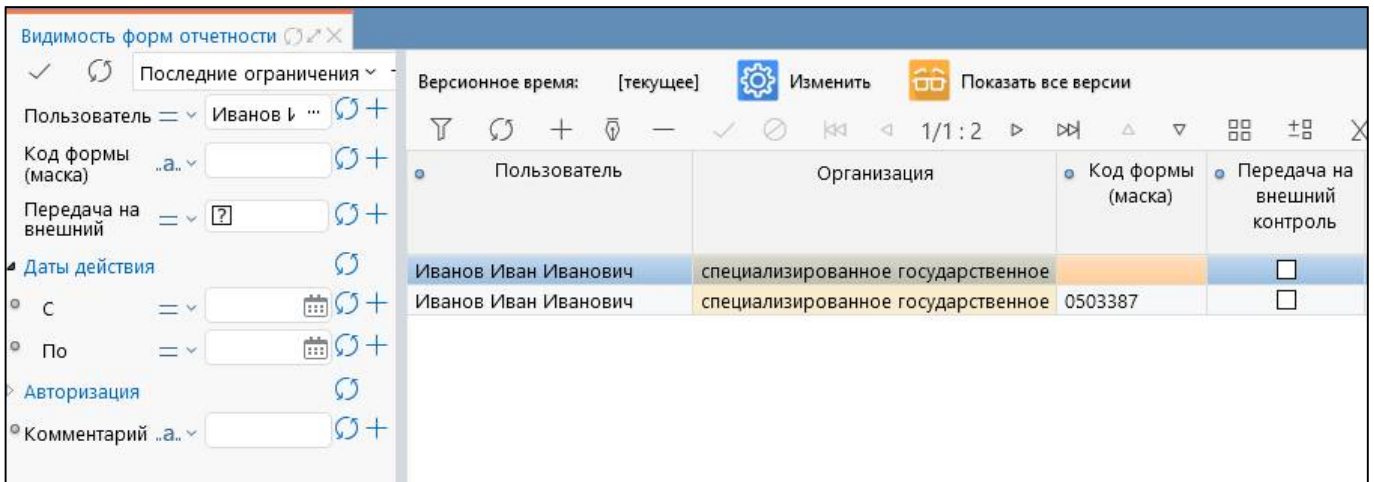 Видимость форм отчетности
Последние ограничения
Пользователь = Иванов И ...
Код формы
(маска) ..а..
Передача на
внешний = ?
Даты действия
С =
По =
Авторизация
Комментарий ..а..
Версионное время: [текущее] Изменить Показать все версии
1/1 : 2
Пользователь Организация Код формы
(маска) Передача на
внешний
контроль
Иванов Иван Иванович специализированное государственное
Иванов Иван Иванович специализированное государственное 0503387